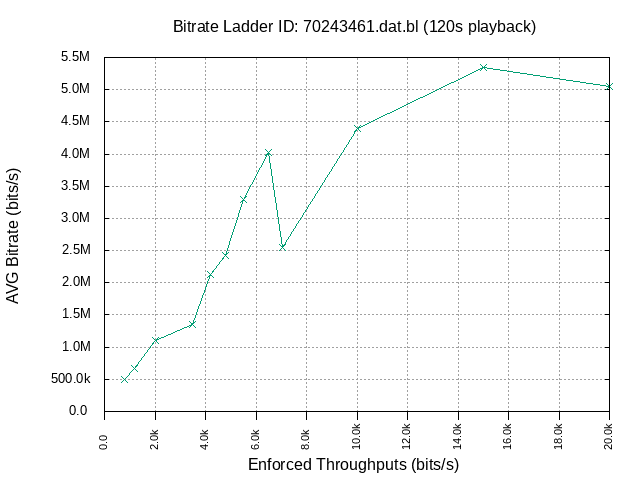 Bitrate Ladder ID: 70243461.dat.bl (120s playback)
5.5M
5.0M
4.5M
4.0M
3.5M
3.0M
2.5M
2.0M
1.5M
1.0M
500.0k
0.0
AVG Bitrate (bits/s)
0.0 2.0k 4.0k 6.0k 8.0k 10.0k 12.0k 14.0k 16.0k 18.0k 20.0k
Enforced Throughputs (bits/s)